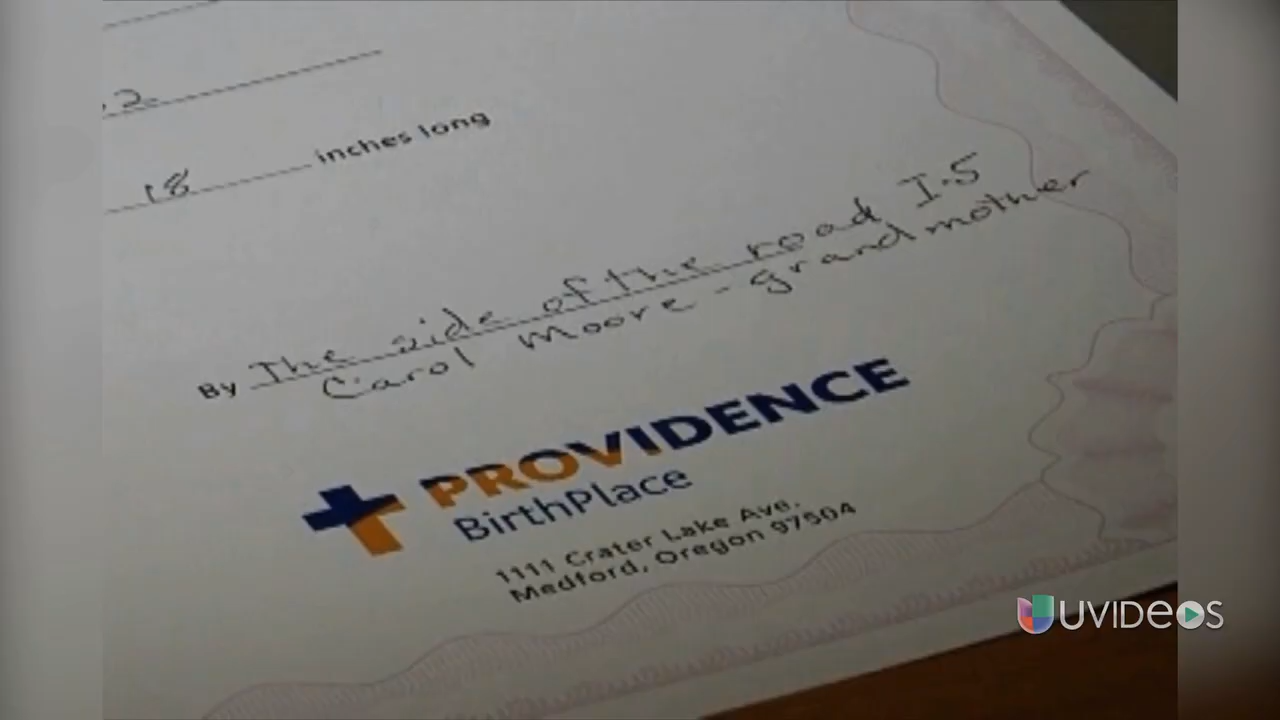 .2
18 inches long
By The side of the road I-5
Carol Moore - grandmother
PROVIDENCE
BirthPlace
1111 Crater Lake Ave.
Medford, Oregon 97504
UVIDEOS